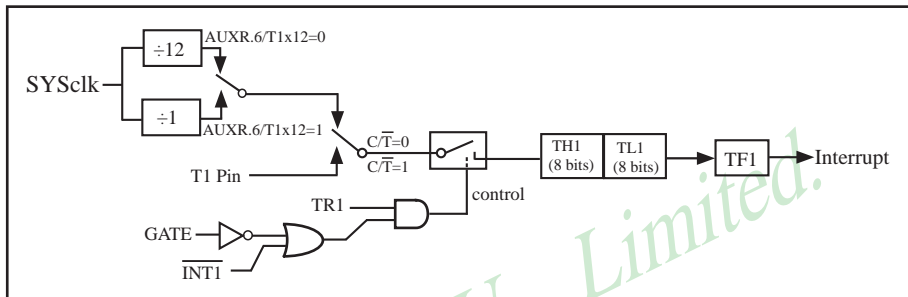 ÷12
AUXR.6/T1x12=0
SYSclk
÷1
AUXR.6/T1x12=1
C/T̅=0
C/T̅=1
TH1
(8 bits)
TL1
(8 bits)
TF1
Interrupt
T1 Pin
control
TR1
GATE
I̅N̅T̅1̅
Limited.